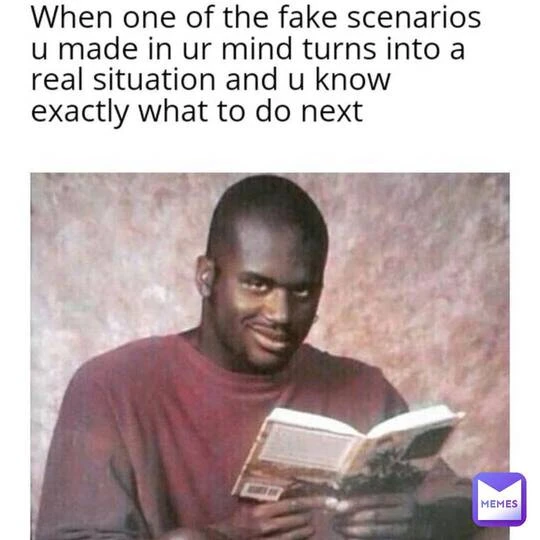 When one of the fake scenarios
u made in ur mind turns into a
real situation and u know
exactly what to do next
MEMES